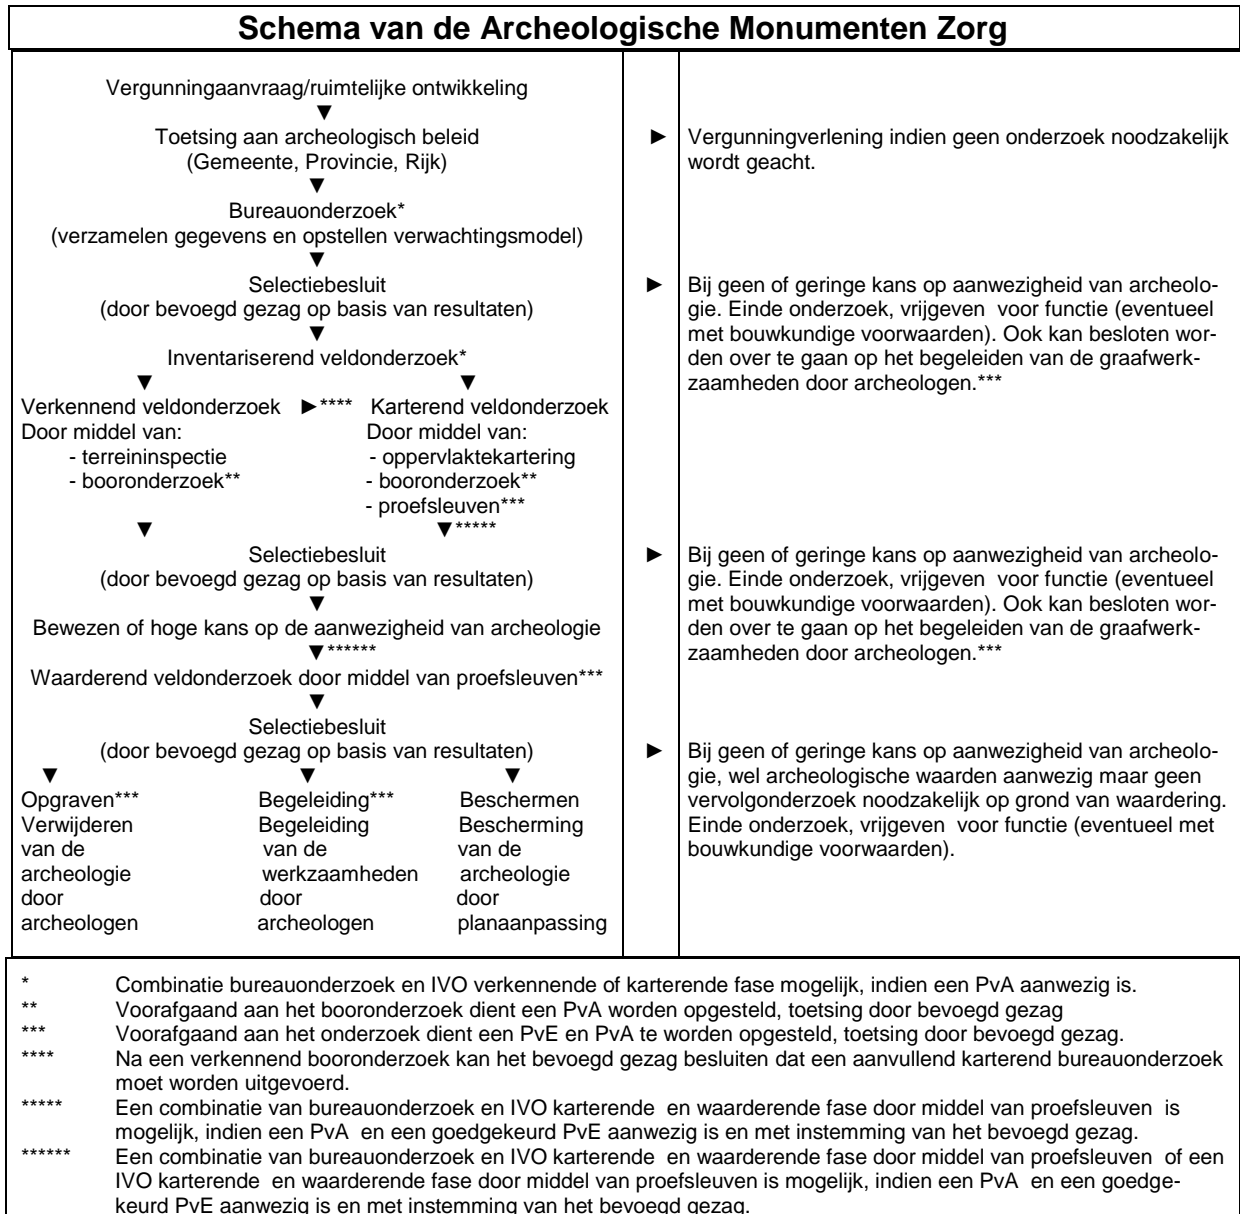 Schema van de Archeologische Monumenten Zorg
Vergunningaanvraag/ruimtelijke ontwikkeling
▼
Toetsing aan archeologisch beleid
(Gemeente, Provincie, Rijk)
► Vergunningverlening indien geen onderzoek noodzakelijk
wordt geacht.
▼
Bureauonderzoek*
(verzamelen gegevens en opstellen verwachtingsmodel)
▼
Selectiebesluit
(door bevoegd gezag op basis van resultaten)
► Bij geen of geringe kans op aanwezigheid van archeolo-
gie. Einde onderzoek, vrijgeven voor functie (eventueel
met bouwkundige voorwaarden). Ook kan besloten wor-
den over te gaan op het begeleiden van de graafwerk-
zaamheden door archeologen.***
▼
Inventariserend veldonderzoek*
▼ ▼
Verkennend veldonderzoek ►**** Karterend veldonderzoek
Door middel van: Door middel van:
- terreininspectie - oppervlaktekartering
- booronderzoek** - booronderzoek**
- proefsleuven***
▼ ▼*****
Selectiebesluit
(door bevoegd gezag op basis van resultaten)
► Bij geen of geringe kans op aanwezigheid van archeolo-
gie. Einde onderzoek, vrijgeven voor functie (eventueel
met bouwkundige voorwaarden). Ook kan besloten wor-
den over te gaan op het begeleiden van de graafwerk-
zaamheden door archeologen.***
▼
Bewezen of hoge kans op de aanwezigheid van archeologie
▼******
Waarderend veldonderzoek door middel van proefsleuven***
▼
Selectiebesluit
(door bevoegd gezag op basis van resultaten)
► Bij geen of geringe kans op aanwezigheid van archeolo-
gie, wel archeologische waarden aanwezig maar geen
vervolgonderzoek noodzakelijk op grond van waardering.
Einde onderzoek, vrijgeven voor functie (eventueel met
bouwkundige voorwaarden).
▼ ▼ ▼
Opgraven*** Begeleiding*** Beschermen
Verwijderen Begeleiding Bescherming
van de van de van de
archeologie werkzaamheden archeologie
door door door
archeologen archeologen planaanpassing
* Combinatie bureauonderzoek en IVO verkennende of karterende fase mogelijk, indien een PvA aanwezig is.
** Voorafgaand aan het booronderzoek dient een PvA worden opgesteld, toetsing door bevoegd gezag
*** Voorafgaand aan het onderzoek dient een PvE en PvA te worden opgesteld, toetsing door bevoegd gezag.
**** Na een verkennend booronderzoek kan het bevoegd gezag besluiten dat een aanvullend karterend bureauonderzoek
moet worden uitgevoerd.
***** Een combinatie van bureauonderzoek en IVO karterende en waarderende fase door middel van proefsleuven is
mogelijk, indien een PvA en een goedgekeurd PvE aanwezig is en met instemming van het bevoegd gezag.
****** Een combinatie van bureauonderzoek en IVO karterende en waarderende fase door middel van proefsleuven of een
IVO karterende en waarderende fase door middel van proefsleuven is mogelijk, indien een PvA en een goedge-
keurd PvE aanwezig is en met instemming van het bevoegd gezag.